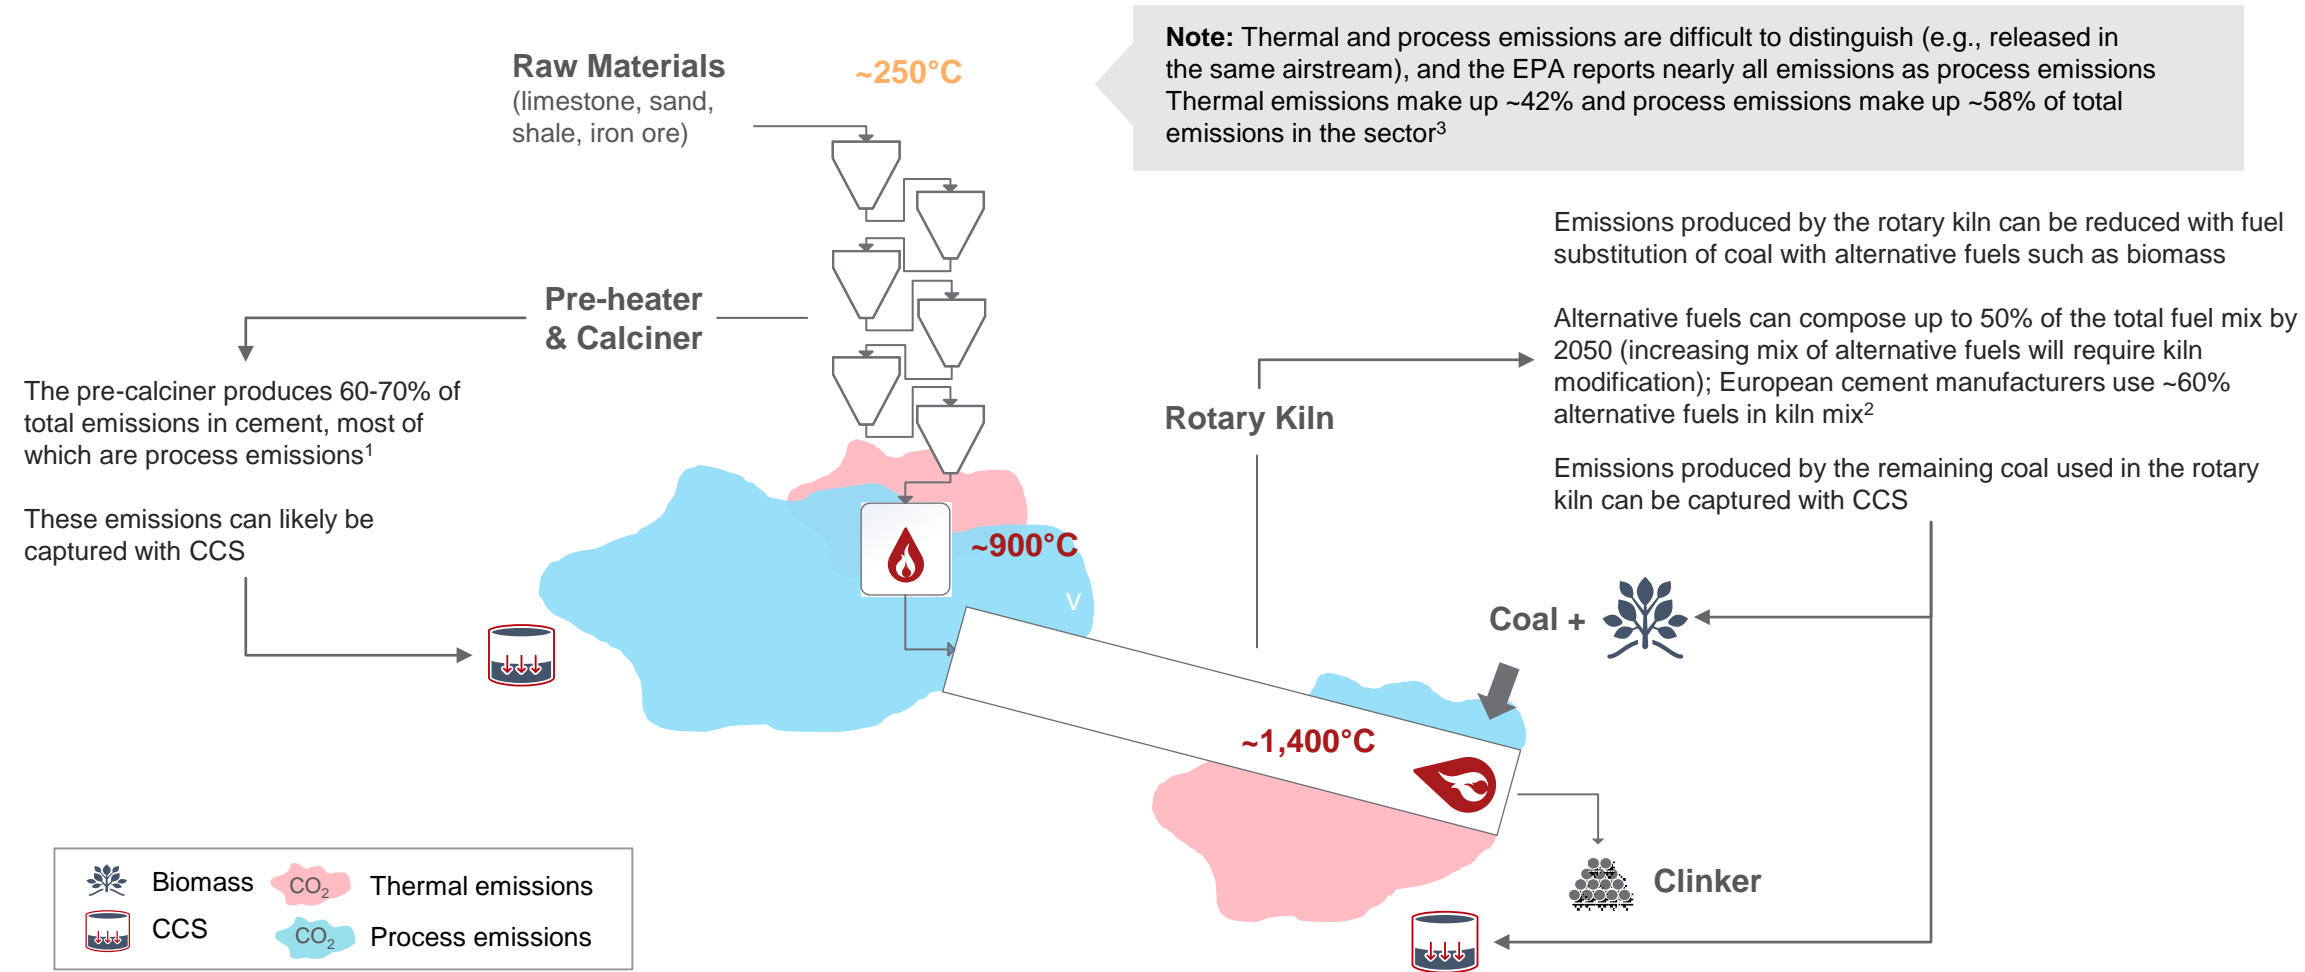 Raw Materials
(limestone, sand,
shale, iron ore)
~250°C
Note: Thermal and process emissions are difficult to distinguish (e.g., released in
the same airstream), and the EPA reports nearly all emissions as process emissions
Thermal emissions make up ~42% and process emissions make up ~58% of total
emissions in the sector³
Pre-heater
& Calciner
The pre-calciner produces 60-70% of
total emissions in cement, most of
which are process emissions¹
These emissions can likely be
captured with CCS
~900°C
V
Rotary Kiln
Emissions produced by the rotary kiln can be reduced with fuel
substitution of coal with alternative fuels such as biomass
Alternative fuels can compose up to 50% of the total fuel mix by
2050 (increasing mix of alternative fuels will require kiln
modification); European cement manufacturers use ~60%
alternative fuels in kiln mix²
Emissions produced by the remaining coal used in the rotary
kiln can be captured with CCS
Coal +
~1,400°C
Clinker
Biomass
CO₂
Thermal emissions
CCS
CO₂
Process emissions